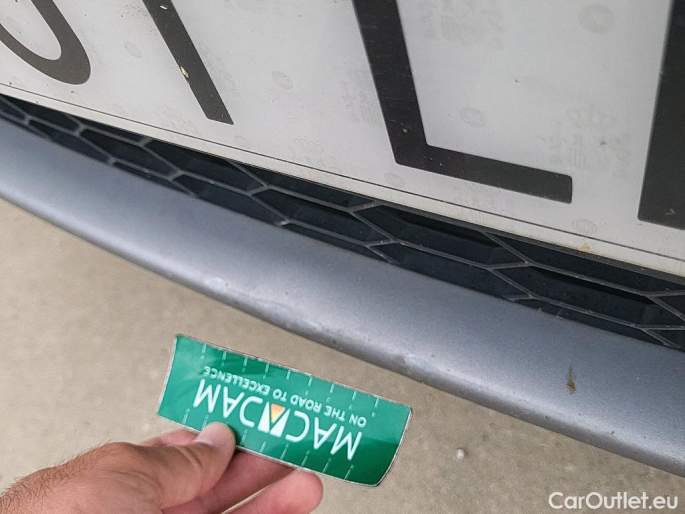 L
MACADAM
ON THE ROAD TO EXCELLENCE
CarOutlet.eu